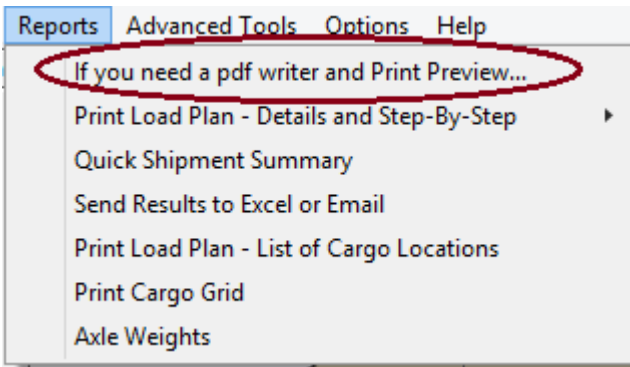 Reports Advanced Tools Options Help
If you need a pdf writer and Print Preview...
Print Load Plan - Details and Step-By-Step
Quick Shipment Summary
Send Results to Excel or Email
Print Load Plan - List of Cargo Locations
Print Cargo Grid
Axle Weights